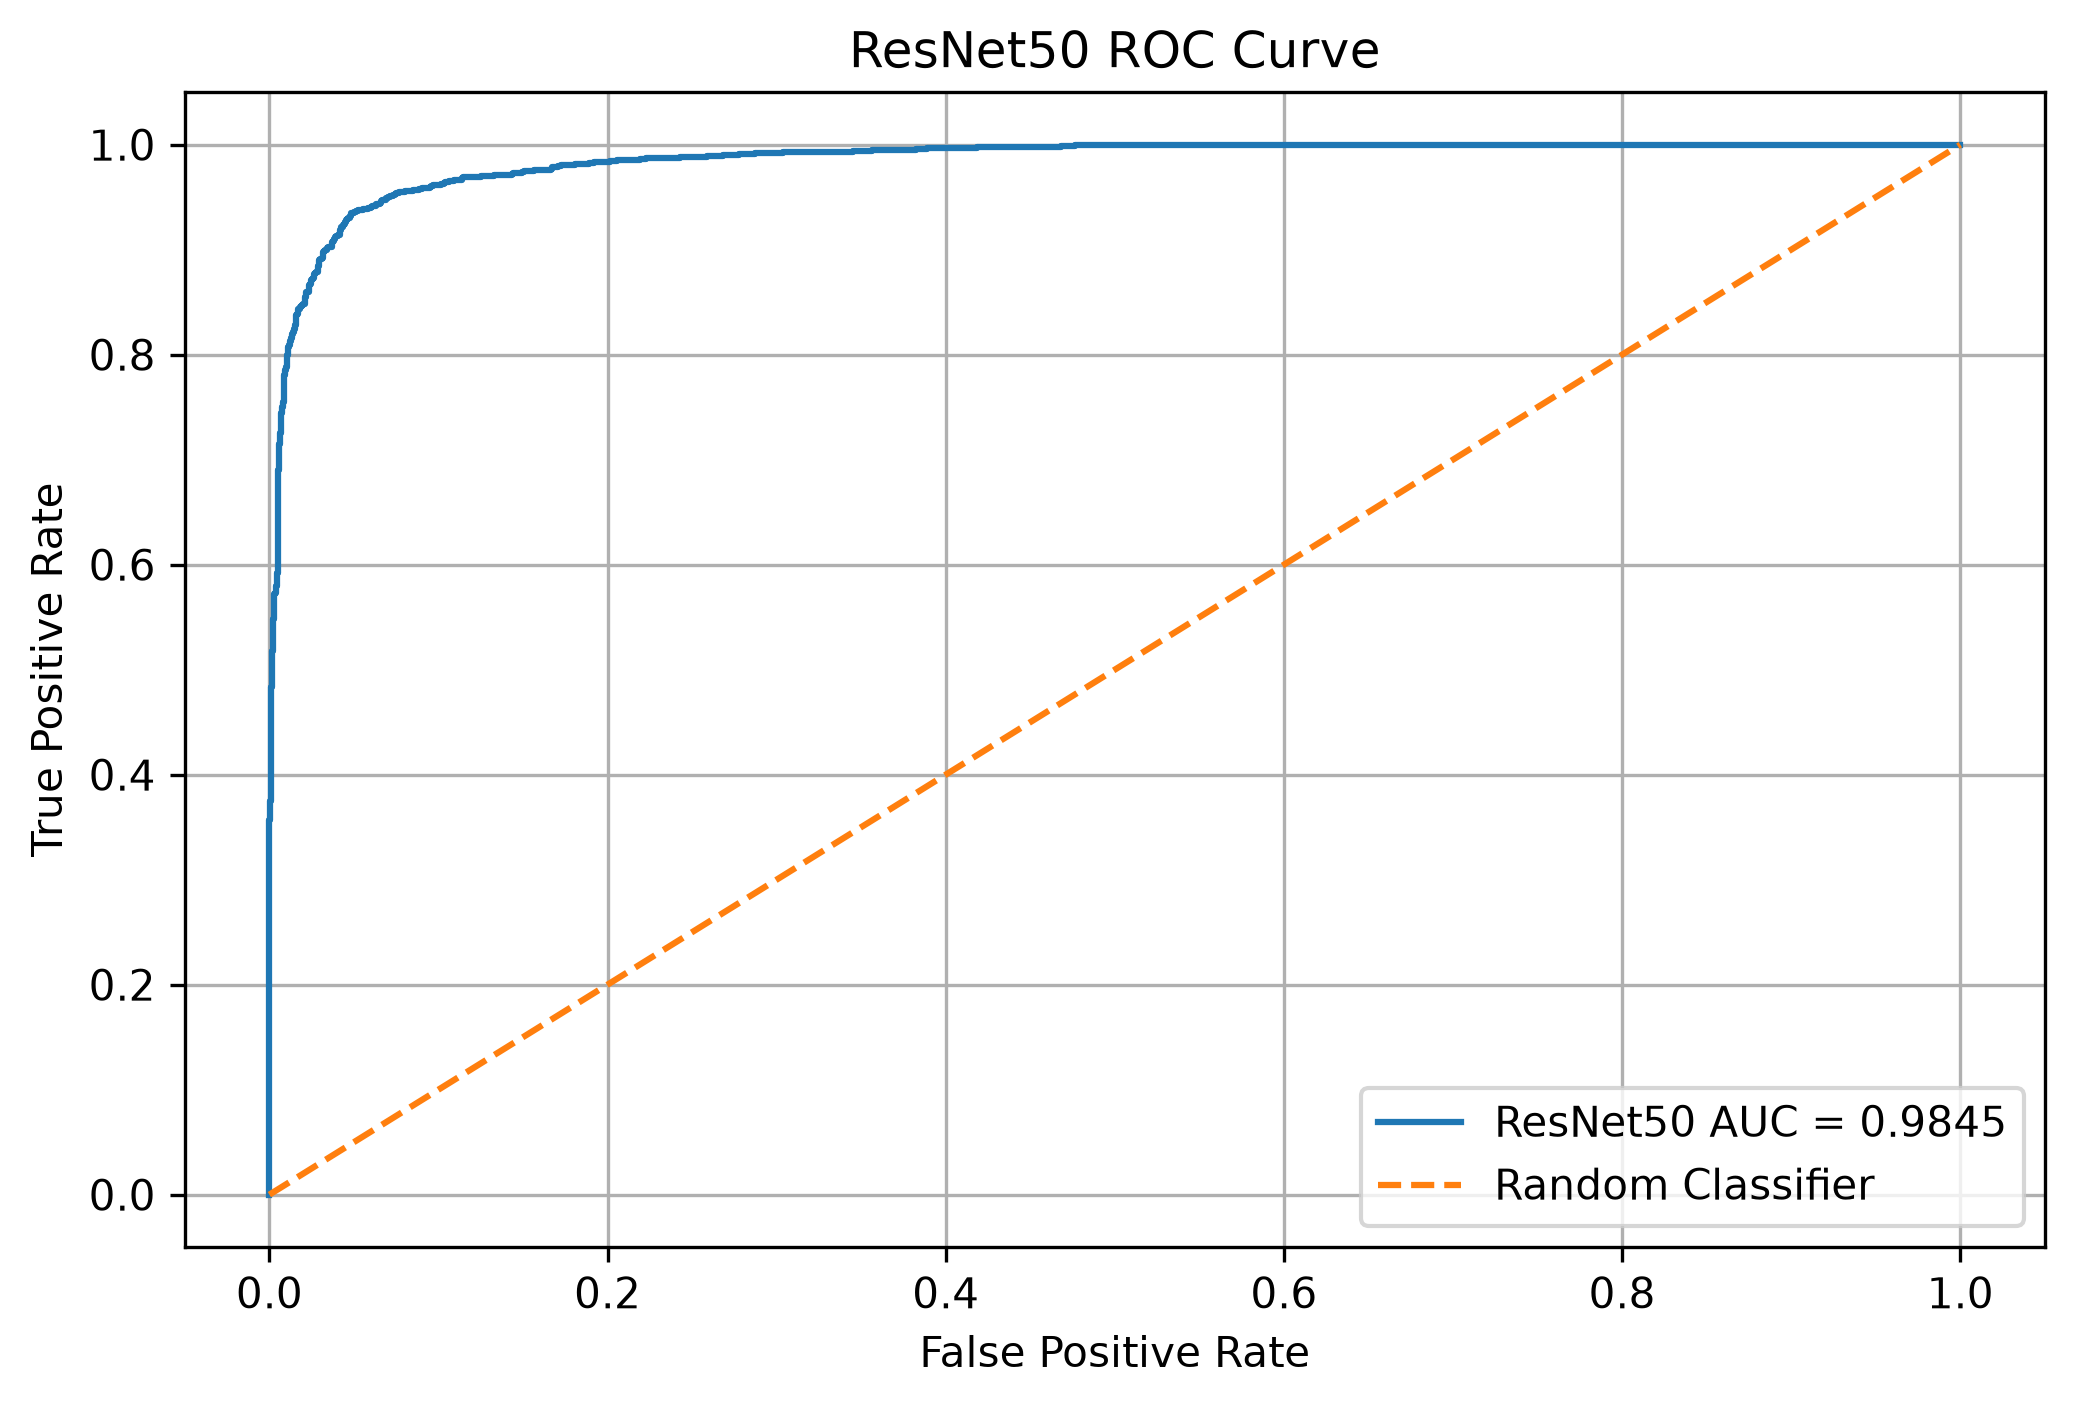 ResNet50 ROC Curve
True Positive Rate
1.0
0.8
0.6
0.4
0.2
0.0
0.0 0.2 0.4 0.6 0.8 1.0
False Positive Rate
ResNet50 AUC = 0.9845
Random Classifier